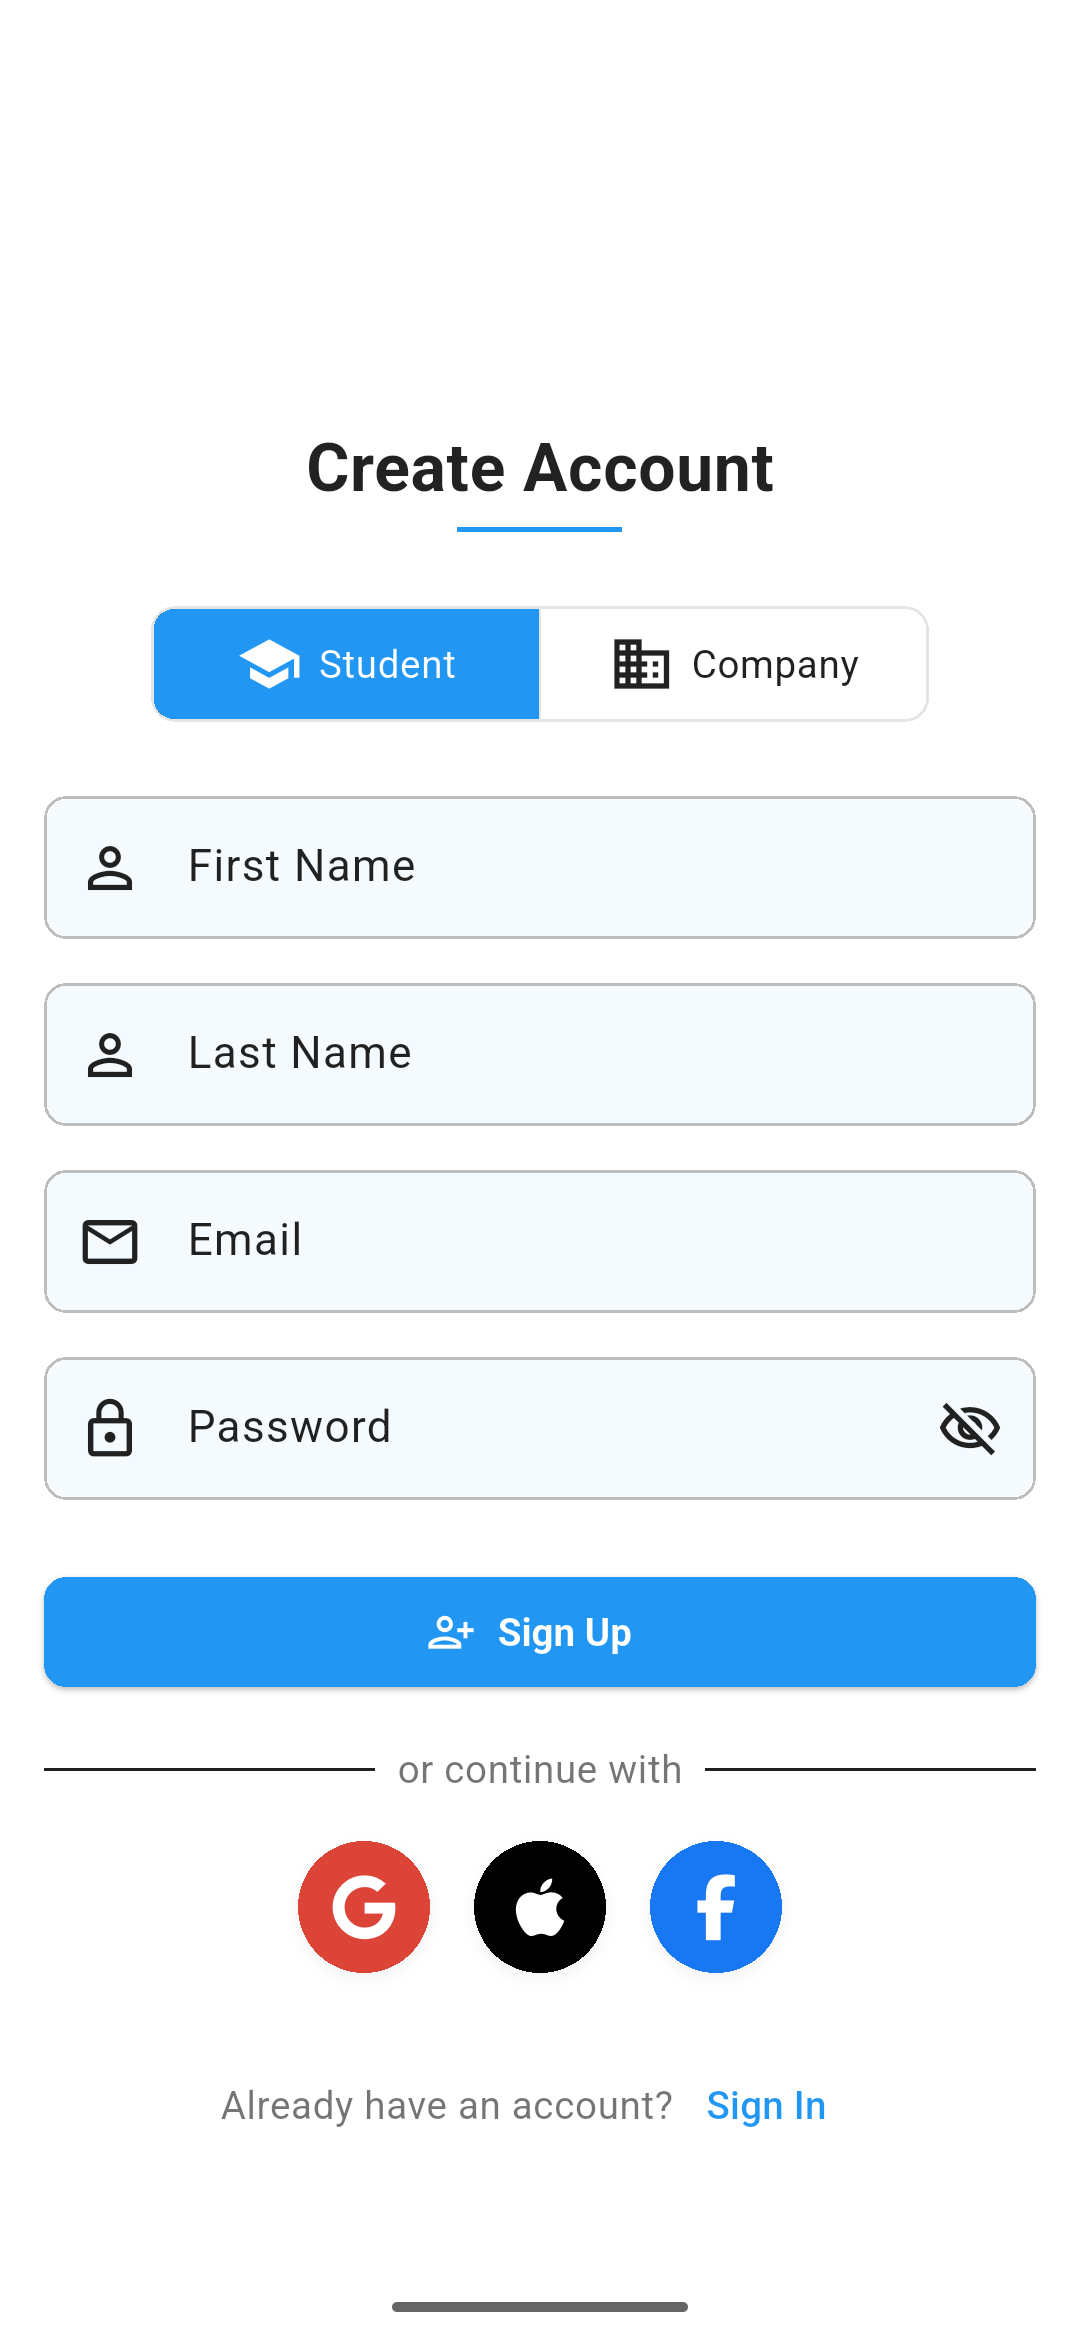 Create Account
Student
Company
First Name
Last Name
Email
Password
Sign Up
or continue with
Already have an account? Sign In